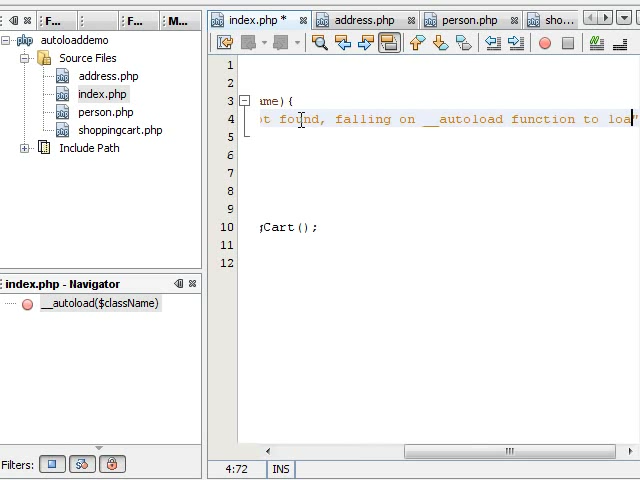 F...
F...
M...
index.php *
address.php
person.php
sho...
autoloaddemo
Source Files
address.php
index.php
person.php
shoppingcart.php
Include Path
1
2
3 ame){
4 ot found, falling on __autoload function to loa"
5
6
7
8
9
10 gCart();
11
12
index.php - Navigator
__autoload($className)
Filters:
4:72 INS